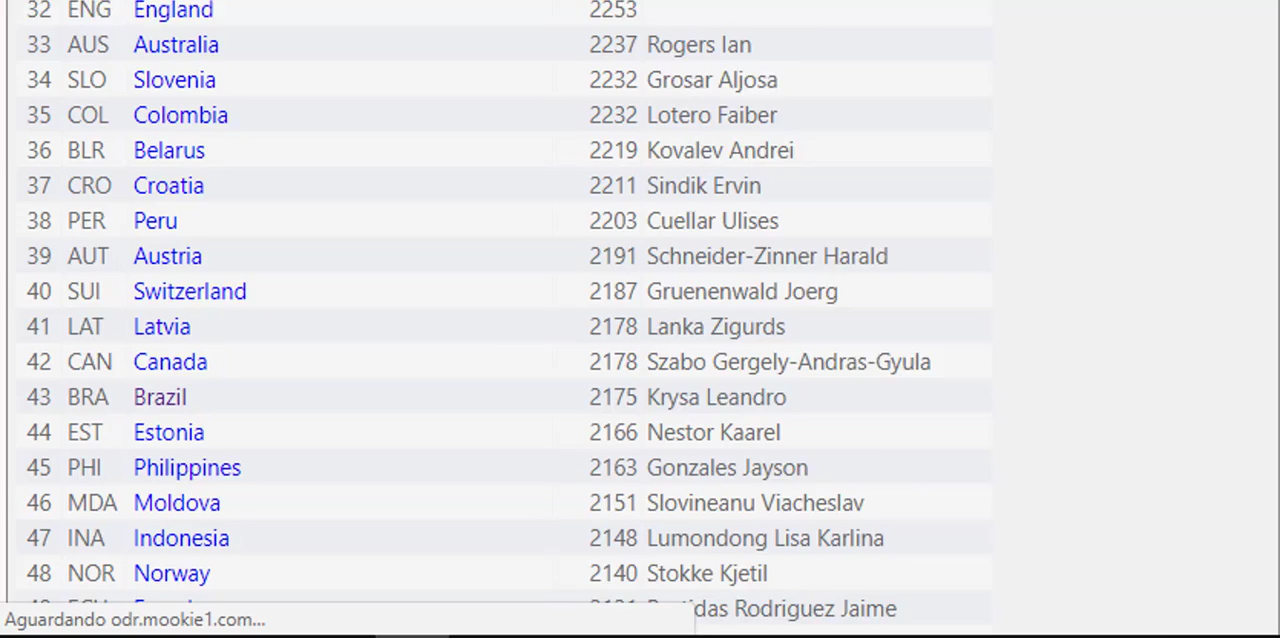 32 ENG England 2253
33 AUS Australia 2237 Rogers Ian
34 SLO Slovenia 2232 Grosar Aljosa
35 COL Colombia 2232 Lotero Faiber
36 BLR Belarus 2219 Kovalev Andrei
37 CRO Croatia 2211 Sindik Ervin
38 PER Peru 2203 Cuellar Ulises
39 AUT Austria 2191 Schneider-Zinner Harald
40 SUI Switzerland 2187 Gruenenwald Joerg
41 LAT Latvia 2178 Lanka Zigurds
42 CAN Canada 2178 Szabo Gergely-Andras-Gyula
43 BRA Brazil 2175 Krysa Leandro
44 EST Estonia 2166 Nestor Kaarel
45 PHI Philippines 2163 Gonzales Jayson
46 MDA Moldova 2151 Slovineanu Viacheslav
47 INA Indonesia 2148 Lumondong Lisa Karlina
48 NOR Norway 2140 Stokke Kjetil
Rodriguez Jaime
Aguardando odr.mookie1.com...